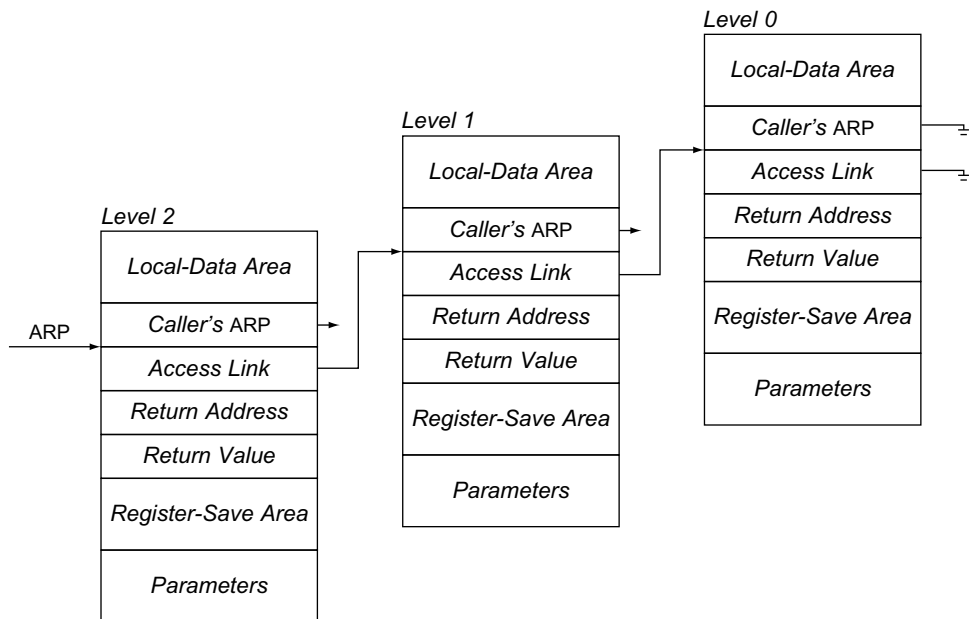 Level 0
Local-Data Area
Caller's ARP
Access Link
Return Address
Return Value
Register-Save Area
Parameters
Level 1
Local-Data Area
Caller's ARP
Access Link
Return Address
Return Value
Register-Save Area
Parameters
Level 2
Local-Data Area
Caller's ARP
Access Link
Return Address
Return Value
Register-Save Area
Parameters
ARP